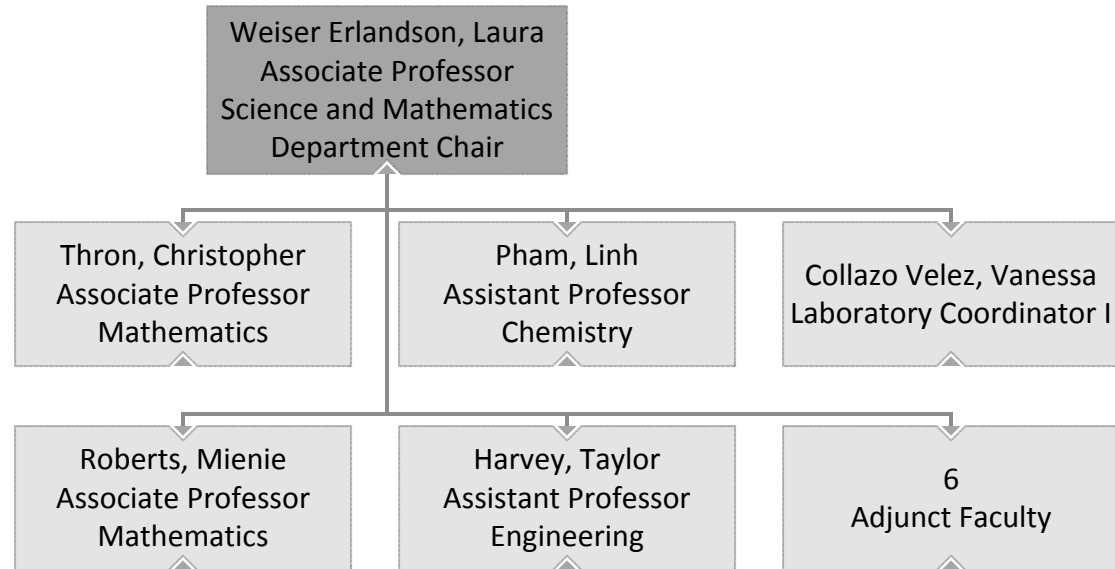 Weiser Erlandson, Laura
Associate Professor
Science and Mathematics
Department Chair
Thron, Christopher
Associate Professor
Mathematics
Pham, Linh
Assistant Professor
Chemistry
Collazo Velez, Vanessa
Laboratory Coordinator I
Roberts, Mienie
Associate Professor
Mathematics
Harvey, Taylor
Assistant Professor
Engineering
6
Adjunct Faculty